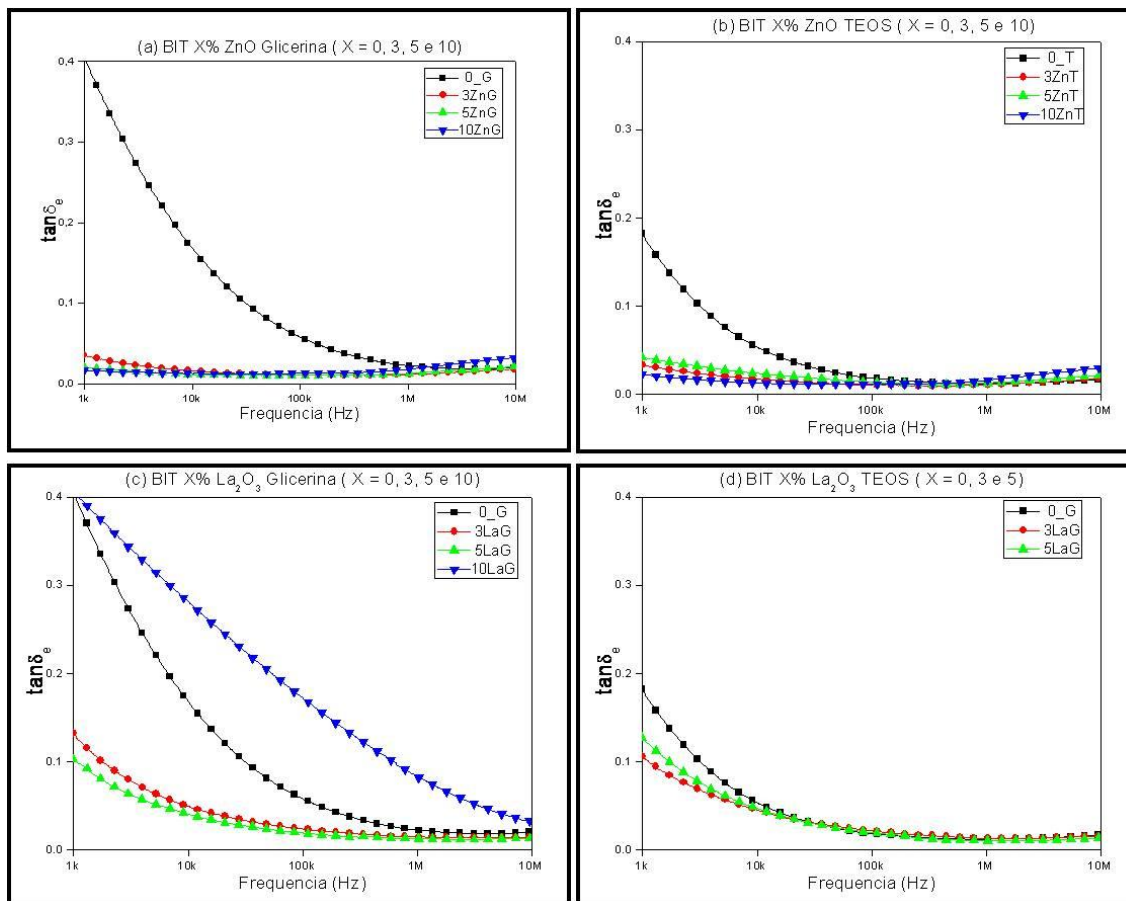 (a) BIT X% ZnO Glicerina ( X = 0, 3, 5 e 10)
0_G
3ZnG
5ZnG
10ZnG
tanδe
0.4
0.3
0.2
0.1
0.0
1k 10k 100k 1M 10M
Frequencia (Hz)
(b) BIT X% ZnO TEOS ( X = 0, 3, 5 e 10)
0_T
3ZnT
5ZnT
10ZnT
tanδe
0.4
0.3
0.2
0.1
0.0
1k 10k 100k 1M 10M
Frequencia (Hz)
(c) BIT X% La2O3 Glicerina ( X = 0, 3, 5 e 10)
0_G
3LaG
5LaG
10LaG
tanδe
0.4
0.3
0.2
0.1
0.0
1k 10k 100k 1M 10M
Frequencia (Hz)
(d) BIT X% La2O3 TEOS ( X = 0, 3 e 5)
0_G
3LaG
5LaG
tanδe
0.4
0.3
0.2
0.1
0.0
1k 10k 100k 1M 10M
Frequencia (Hz)